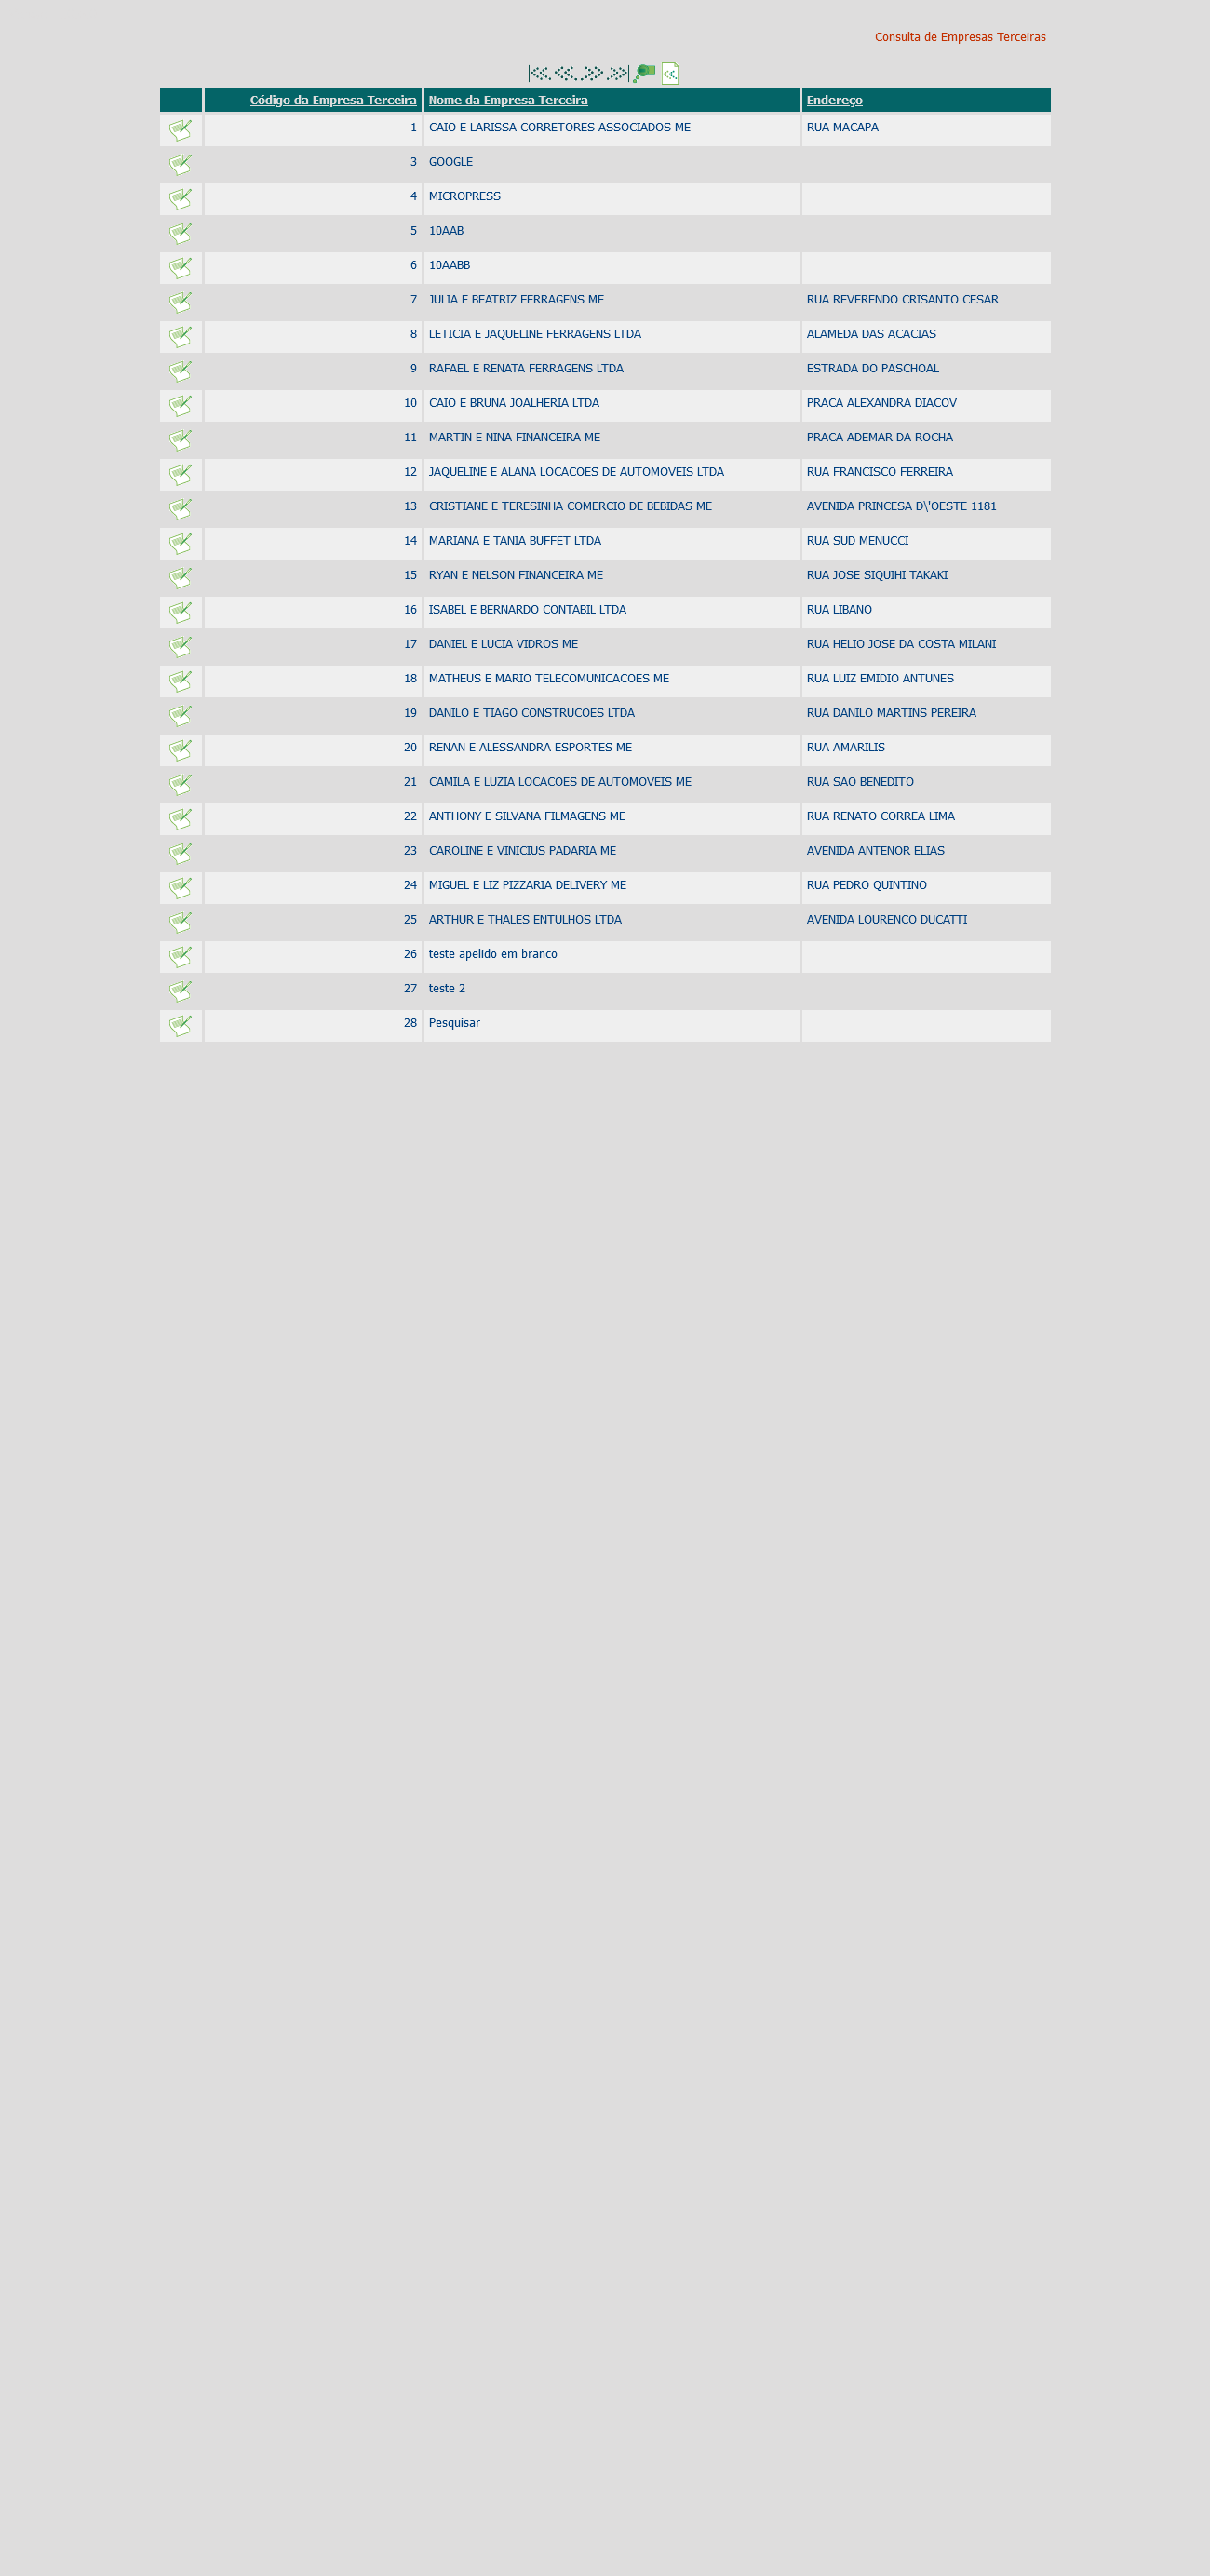 Consulta de Empresas Terceiras
Código da Empresa Terceira Nome da Empresa Terceira Endereço
1 CAIO E LARISSA CORRETORES ASSOCIADOS ME RUA MACAPA
3 GOOGLE
4 MICROPRESS
5 10AAB
6 10AABB
7 JULIA E BEATRIZ FERRAGENS ME RUA REVERENDO CRISANTO CESAR
8 LETICIA E JAQUELINE FERRAGENS LTDA ALAMEDA DAS ACACIAS
9 RAFAEL E RENATA FERRAGENS LTDA ESTRADA DO PASCHOAL
10 CAIO E BRUNA JOALHERIA LTDA PRACA ALEXANDRA DIACOV
11 MARTIN E NINA FINANCEIRA ME PRACA ADEMAR DA ROCHA
12 JAQUELINE E ALANA LOCACOES DE AUTOMOVEIS LTDA RUA FRANCISCO FERREIRA
13 CRISTIANE E TERESINHA COMERCIO DE BEBIDAS ME AVENIDA PRINCESA D\'OESTE 1181
14 MARIANA E TANIA BUFFET LTDA RUA SUD MENUCCI
15 RYAN E NELSON FINANCEIRA ME RUA JOSE SIQUIHI TAKAKI
16 ISABEL E BERNARDO CONTABIL LTDA RUA LIBANO
17 DANIEL E LUCIA VIDROS ME RUA HELIO JOSE DA COSTA MILANI
18 MATHEUS E MARIO TELECOMUNICACOES ME RUA LUIZ EMIDIO ANTUNES
19 DANILO E TIAGO CONSTRUCOES LTDA RUA DANILO MARTINS PEREIRA
20 RENAN E ALESSANDRA ESPORTES ME RUA AMARILIS
21 CAMILA E LUZIA LOCACOES DE AUTOMOVEIS ME RUA SAO BENEDITO
22 ANTHONY E SILVANA FILMAGENS ME RUA RENATO CORREA LIMA
23 CAROLINE E VINICIUS PADARIA ME AVENIDA ANTENOR ELIAS
24 MIGUEL E LIZ PIZZARIA DELIVERY ME RUA PEDRO QUINTINO
25 ARTHUR E THALES ENTULHOS LTDA AVENIDA LOURENCO DUCATTI
26 teste apelido em branco
27 teste 2
28 Pesquisar